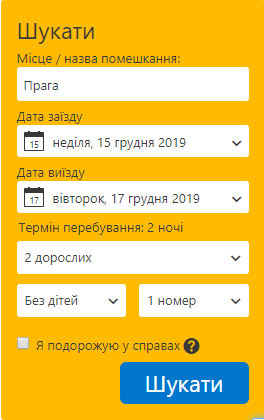 Шукати
Місце / назва помешкання:
Прага
Дата заїзду
15 неділя, 15 грудня 2019
Дата виїзду
17 вівторок, 17 грудня 2019
Термін перебування: 2 ночі
2 дорослих
Без дітей 1 номер
Я подорожую у справах ?
Шукати